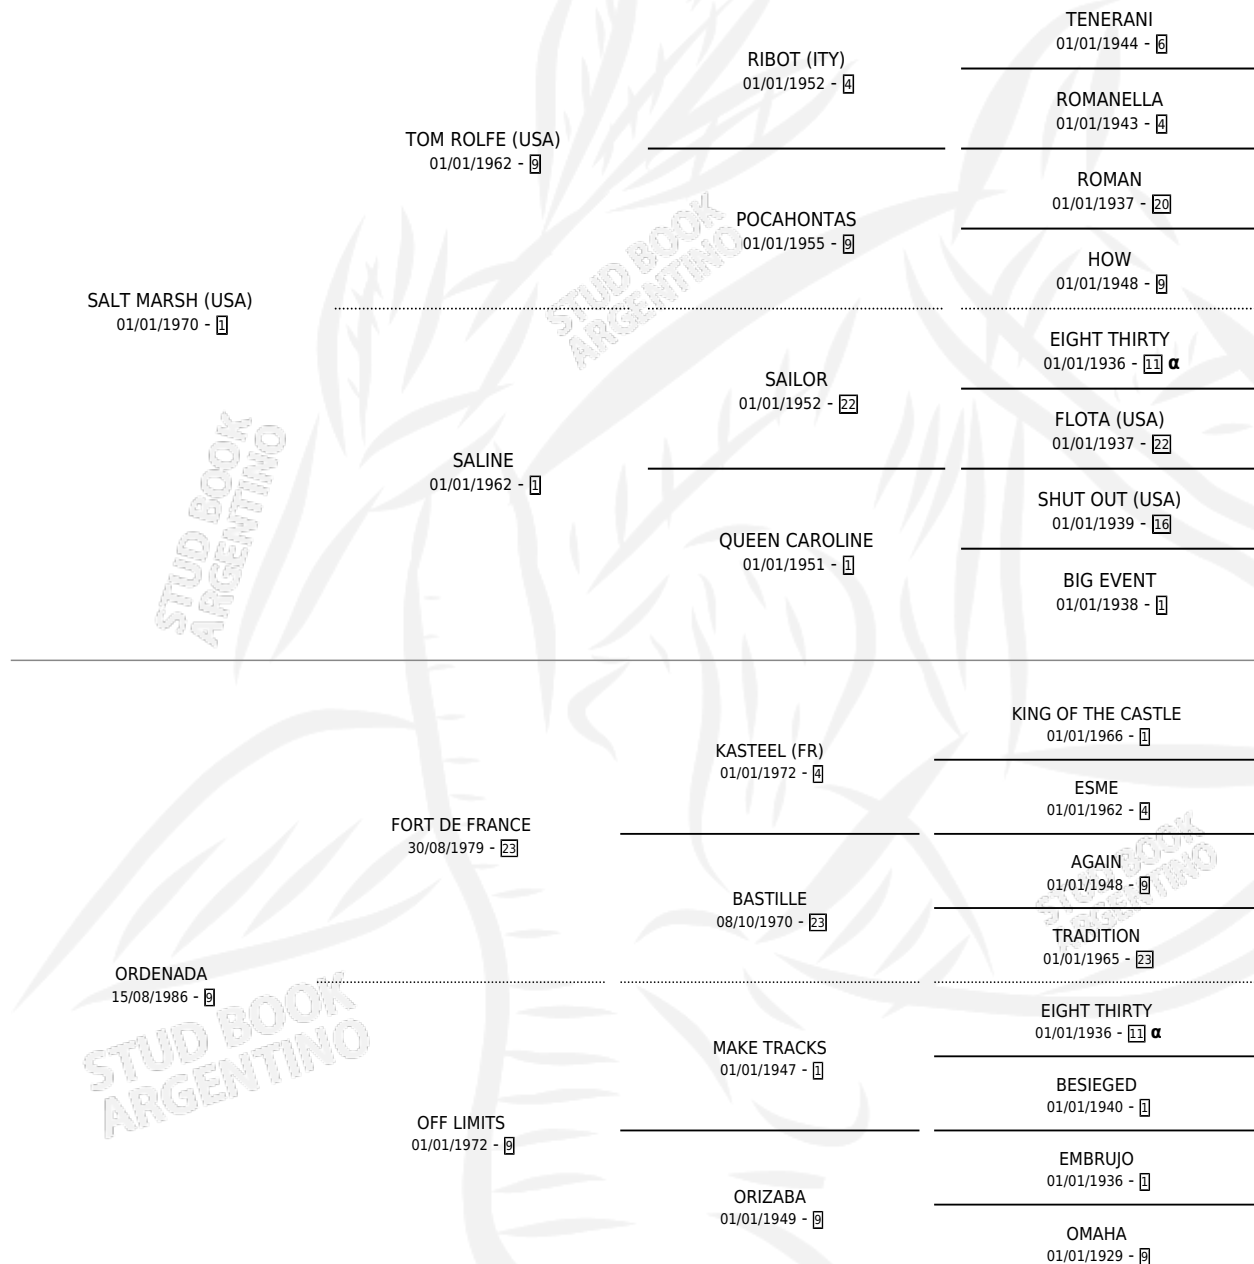 TENERANI
01/01/1944 - 6
RIBOT (ITY)
01/01/1952 - 4
ROMANELLA
01/01/1943 - 4
TOM ROLFE (USA)
01/01/1962 - 9
ROMAN
01/01/1937 - 20
POCAHONTAS
01/01/1955 - 9
HOW
01/01/1948 - 9
SALT MARSH (USA)
01/01/1970 - 1
EIGHT THIRTY
01/01/1936 - 11 α
SAILOR
01/01/1952 - 22
FLOTA (USA)
01/01/1937 - 22
SALINE
01/01/1962 - 1
SHUT OUT (USA)
01/01/1939 - 16
QUEEN CAROLINE
01/01/1951 - 1
BIG EVENT
01/01/1938 - 1
KING OF THE CASTLE
01/01/1966 - 1
KASTEEL (FR)
01/01/1972 - 4
ESME
01/01/1962 - 4
FORT DE FRANCE
30/08/1979 - 23
AGAIN
01/01/1948 - 9
BASTILLE
08/10/1970 - 23
TRADITION
01/01/1965 - 23
ORDENADA
15/08/1986 - 9
EIGHT THIRTY
01/01/1936 - 11 α
MAKE TRACKS
01/01/1947 - 1
BESIEGED
01/01/1940 - 1
OFF LIMITS
01/01/1972 - 9
EMBRUJO
01/01/1936 - 1
ORIZABA
01/01/1949 - 9
OMAHA
01/01/1929 - 9
STUD BOOK
ARGENTINO
STUD BOOK
ARGENTINO
STUD BOOK
ARGENTINO
STUD BOOK
ARGENTINO